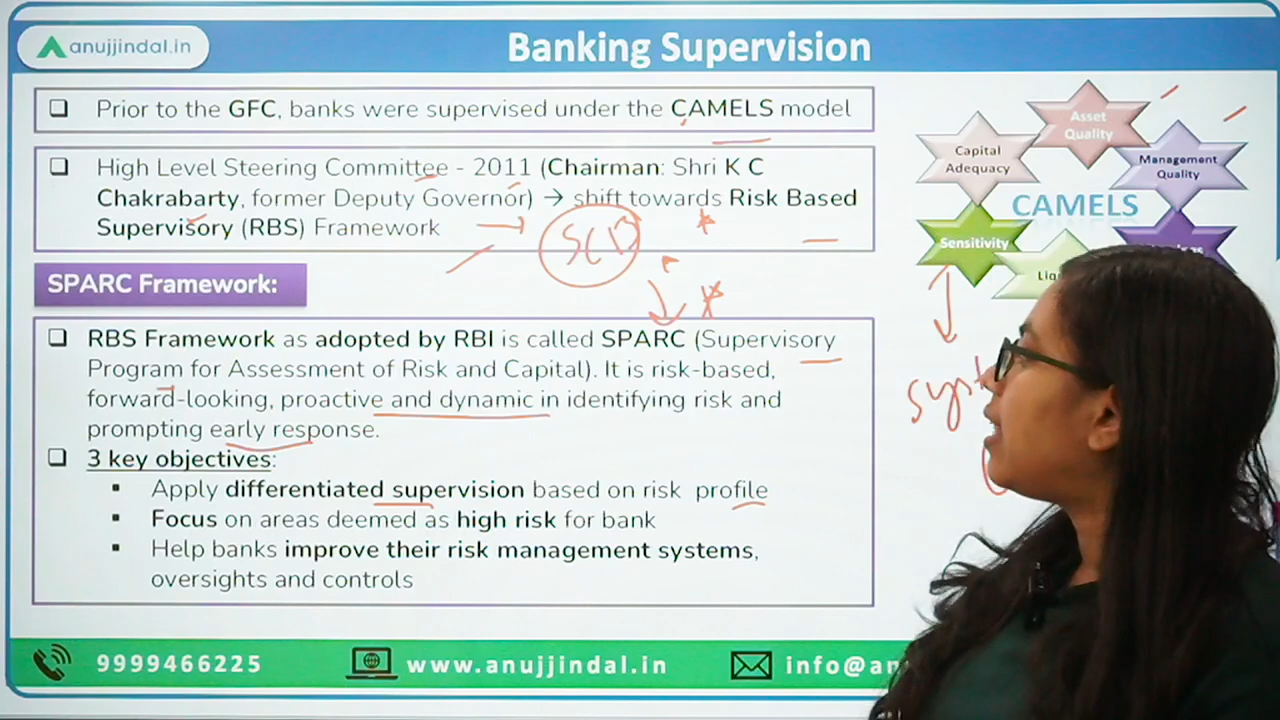 anujjindal.in
Banking Supervision
Prior to the GFC, banks were supervised under the CAMELS model
High Level Steering Committee - 2011 (Chairman: Shri K C
Chakrabarty, former Deputy Governor) → shift towards Risk Based
Supervisory (RBS) Framework
SCB
SPARC Framework:
RBS Framework as adopted by RBI is called SPARC (Supervisory
Program for Assessment of Risk and Capital). It is risk-based,
forward-looking, proactive and dynamic in identifying risk and
prompting early response.
3 key objectives:
Apply differentiated supervision based on risk profile
Focus on areas deemed as high risk for bank
Help banks improve their risk management systems,
oversights and controls
Asset
Quality
Capital
Adequacy
Management
Quality
CAMELS
Sensitivity
9999466225
www.anujjindal.in